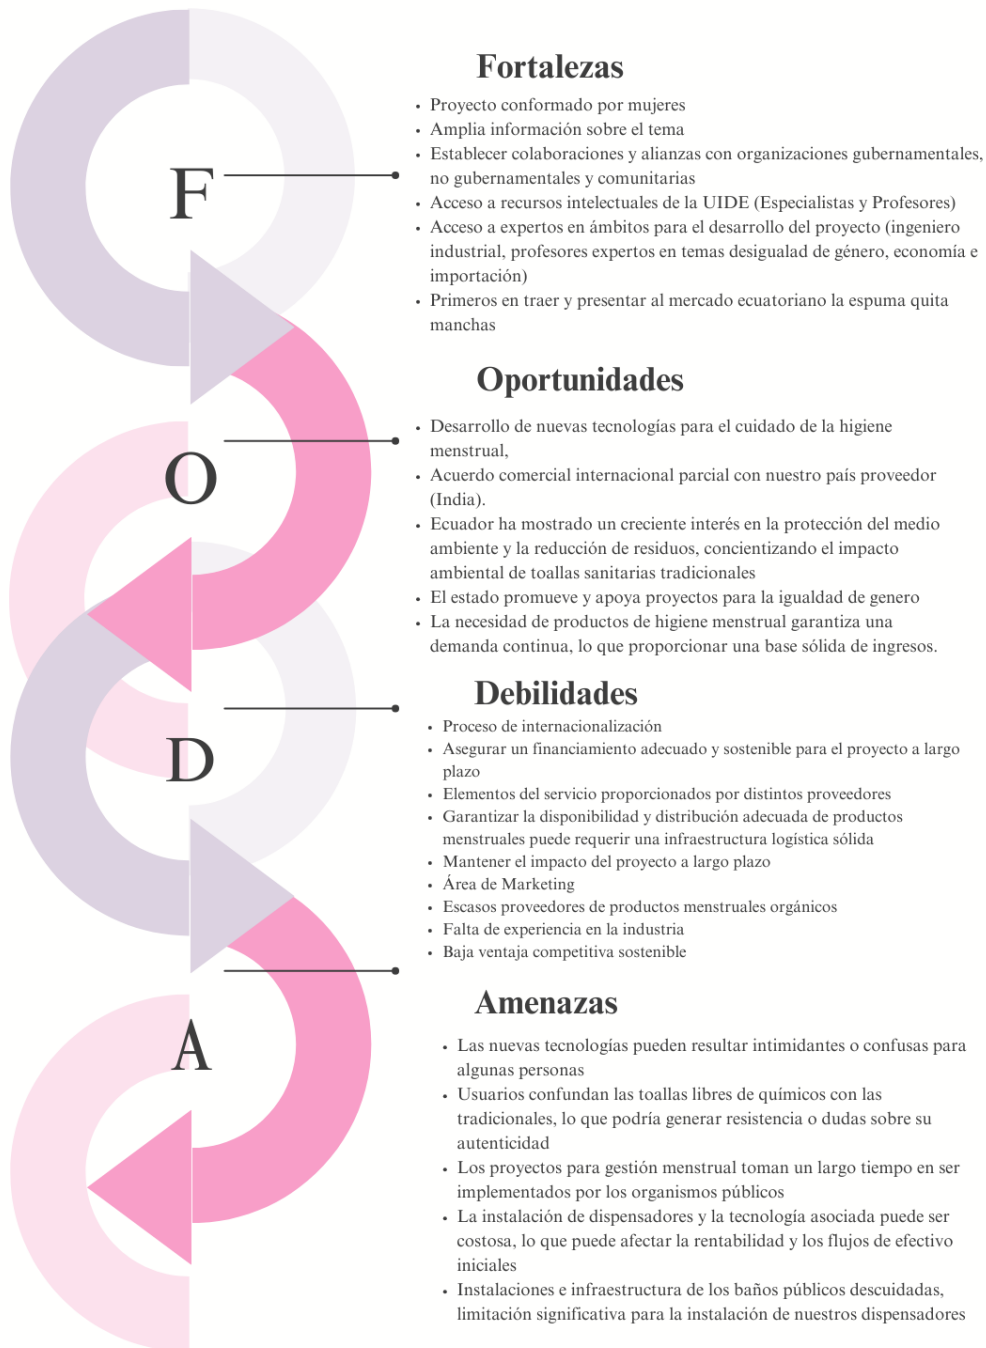 F
Fortalezas
• Proyecto conformado por mujeres
• Amplia información sobre el tema
• Establecer colaboraciones y alianzas con organizaciones gubernamentales,
no gubernamentales y comunitarias
• Acceso a recursos intelectuales de la UIDE (Especialistas y Profesores)
• Acceso a expertos en ámbitos para el desarrollo del proyecto (ingeniero
industrial, profesores expertos en temas desigualad de género, economía e
importación)
• Primeros en traer y presentar al mercado ecuatoriano la espuma quita
manchas
O
Oportunidades
• Desarrollo de nuevas tecnologías para el cuidado de la higiene
menstrual,
• Acuerdo comercial internacional parcial con nuestro país proveedor
(India).
• Ecuador ha mostrado un creciente interés en la protección del medio
ambiente y la reducción de residuos, concientizando el impacto
ambiental de toallas sanitarias tradicionales
• El estado promueve y apoya proyectos para la igualdad de genero
• La necesidad de productos de higiene menstrual garantiza una
demanda continua, lo que proporcionar una base sólida de ingresos.
D
Debilidades
• Proceso de internacionalización
• Asegurar un financiamiento adecuado y sostenible para el proyecto a largo
plazo
• Elementos del servicio proporcionados por distintos proveedores
• Garantizar la disponibilidad y distribución adecuada de productos
menstruales puede requerir una infraestructura logística sólida
• Mantener el impacto del proyecto a largo plazo
• Área de Marketing
• Escasos proveedores de productos menstruales orgánicos
• Falta de experiencia en la industria
• Baja ventaja competitiva sostenible
A
Amenazas
• Las nuevas tecnologías pueden resultar intimidantes o confusas para
algunas personas
• Usuarios confundan las toallas libres de químicos con las
tradicionales, lo que podría generar resistencia o dudas sobre su
autenticidad
• Los proyectos para gestión menstrual toman un largo tiempo en ser
implementados por los organismos públicos
• La instalación de dispensadores y la tecnología asociada puede ser
costosa, lo que puede afectar la rentabilidad y los flujos de efectivo
iniciales
• Instalaciones e infraestructura de los baños públicos descuidadas,
limitación significativa para la instalación de nuestros dispensadores